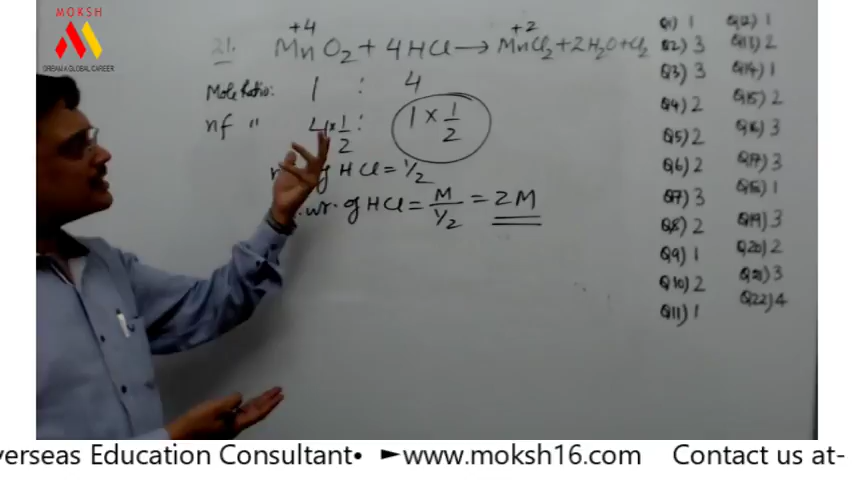 MOKSH
DREAM A GLOBAL CAREER
21.
+4 +2
MnO₂ + 4HCl → MnCl₂ + 2H₂O + Cl₂
Mole Ratio: 1 : 4
nf " 4 × 1/2 : 1 × 1/2
g HCl = 1/2
wt. g HCl = M/(1/2) = 2M
Q1) 1
Q2) 3
Q3) 3
Q4) 2
Q5) 2
Q6) 2
Q7) 3
Q8) 2
Q9) 1
Q10) 2
Q11) 1
Q12) 1
Q13) 2
Q14) 1
Q15) 2
Q16) 3
Q17) 3
Q18) 1
Q19) 3
Q20) 2
Q21) 3
Q22) 4
verseas Education Consultant• ►www.moksh16.com Contact us at-